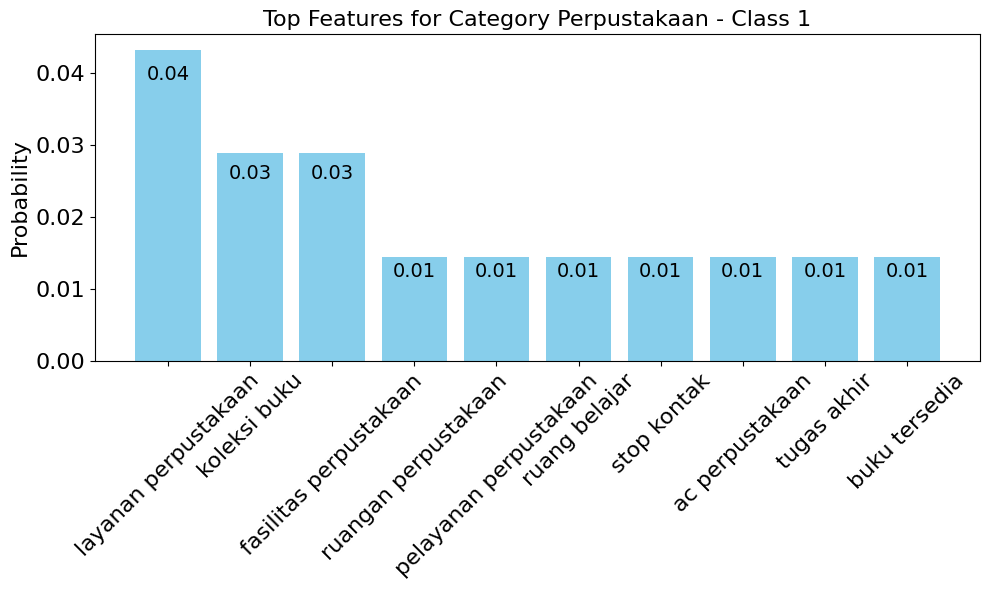 Top Features for Category Perpustakaan - Class 1
Probability
0.04
0.03
0.02
0.01
0.00
0.04
0.03
0.03
0.01
0.01
0.01
0.01
0.01
0.01
0.01
layanan perpustakaan
koleksi buku
fasilitas perpustakaan
ruangan perpustakaan
pelayanan perpustakaan
ruang belajar
stop kontak
ac perpustakaan
tugas akhir
buku tersedia